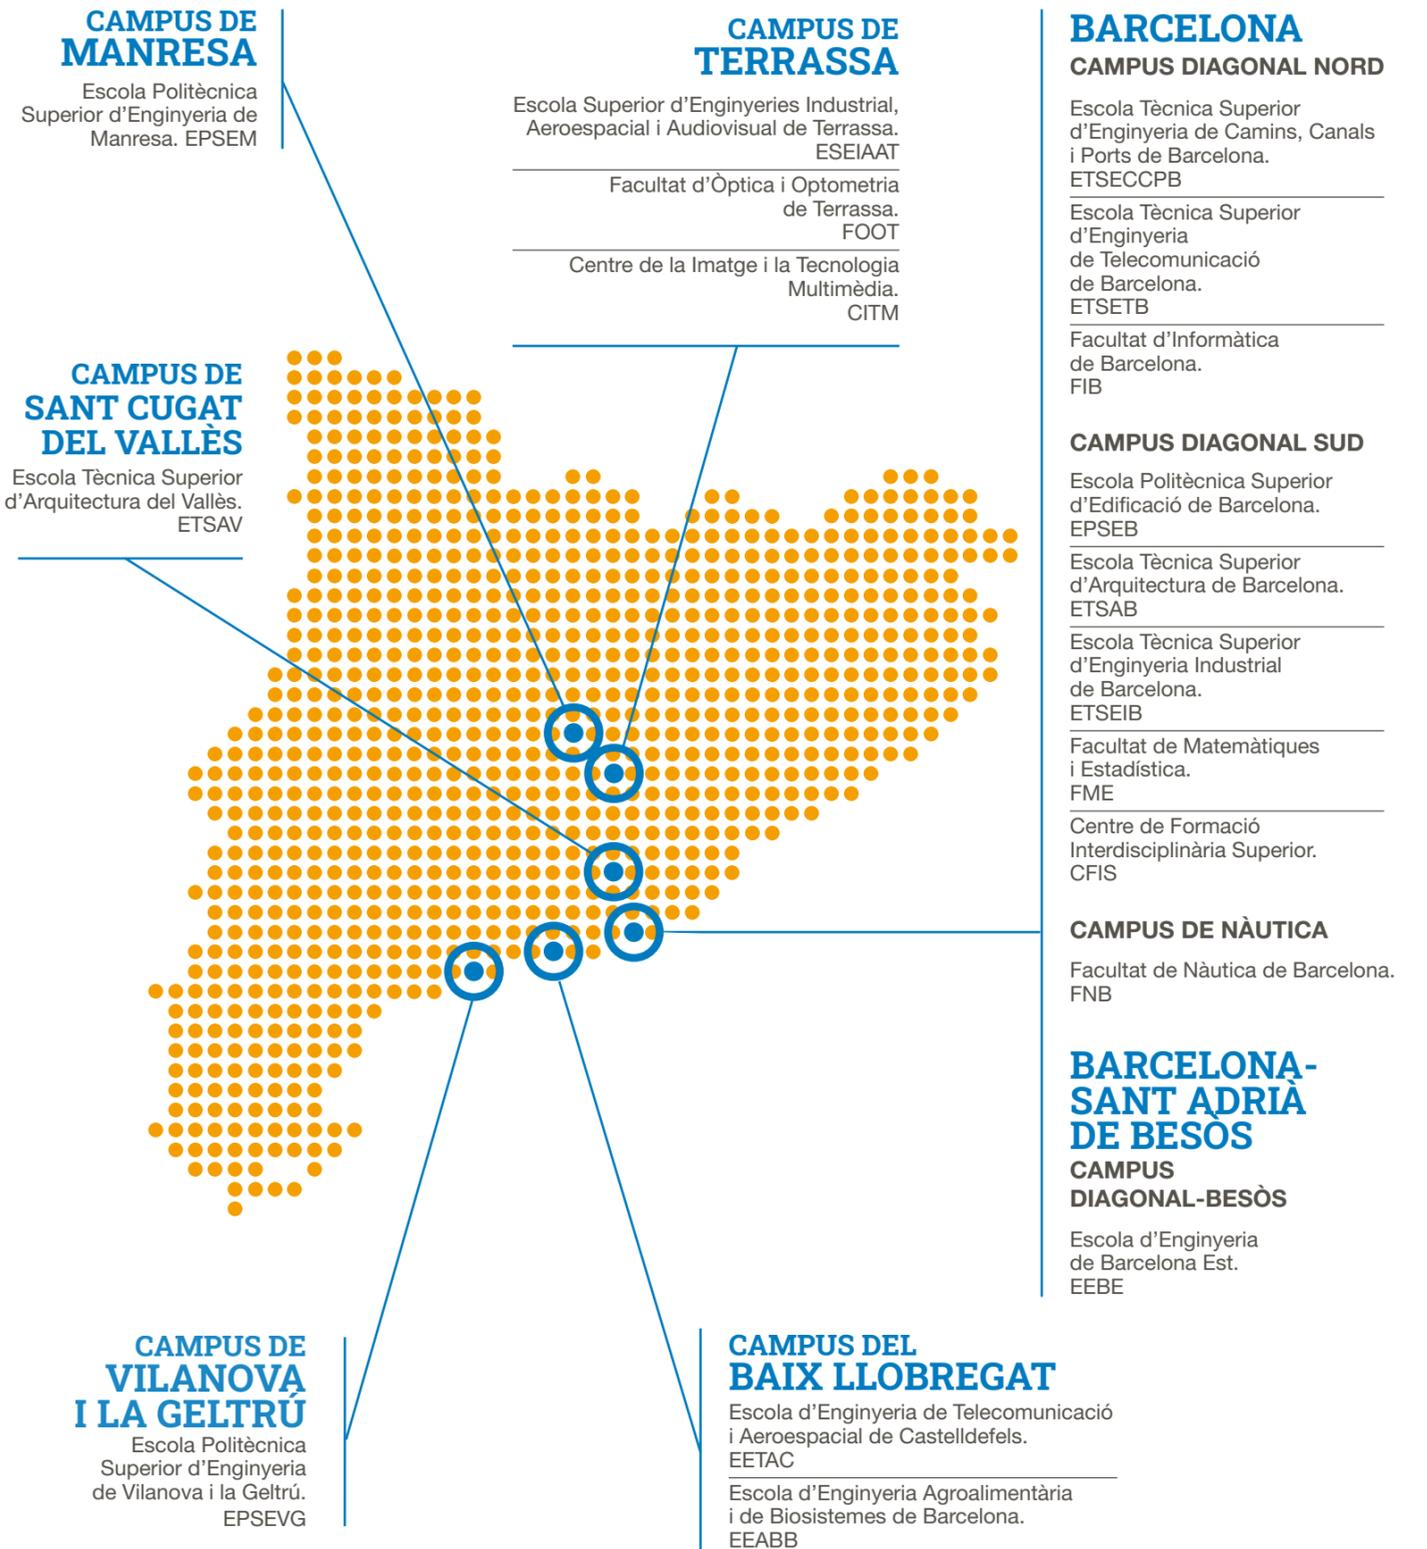 CAMPUS DE
MANRESA
Escola Politècnica
Superior d’Enginyeria de
Manresa. EPSEM
CAMPUS DE
TERRASSA
Escola Superior d’Enginyeries Industrial,
Aeroespacial i Audiovisual de Terrassa.
ESEIAAT
Facultat d’Òptica i Optometria
de Terrassa.
FOOT
Centre de la Imatge i la Tecnologia
Multimèdia.
CITM
CAMPUS DE
SANT CUGAT
DEL VALLÈS
Escola Tècnica Superior
d’Arquitectura del Vallès.
ETSAV
BARCELONA
CAMPUS DIAGONAL NORD
Escola Tècnica Superior
d’Enginyeria de Camins, Canals
i Ports de Barcelona.
ETSECCPB
Escola Tècnica Superior
d’Enginyeria
de Telecomunicació
de Barcelona.
ETSETB
Facultat d’Informàtica
de Barcelona.
FIB
CAMPUS DIAGONAL SUD
Escola Politècnica Superior
d’Edificació de Barcelona.
EPSEB
Escola Tècnica Superior
d’Arquitectura de Barcelona.
ETSAB
Escola Tècnica Superior
d’Enginyeria Industrial
de Barcelona.
ETSEIB
Facultat de Matemàtiques
i Estadística.
FME
Centre de Formació
Interdisciplinària Superior.
CFIS
CAMPUS DE NÀUTICA
Facultat de Nàutica de Barcelona.
FNB
BARCELONA-
SANT ADRIÀ
DE BESÒS
CAMPUS
DIAGONAL-BESÒS
Escola d’Enginyeria
de Barcelona Est.
EEBE
CAMPUS DE
VILANOVA
I LA GELTRÚ
Escola Politècnica
Superior d’Enginyeria
de Vilanova i la Geltrú.
EPSEVG
CAMPUS DEL
BAIX LLOBREGAT
Escola d’Enginyeria de Telecomunicació
i Aeroespacial de Castelldefels.
EETAC
Escola d’Enginyeria Agroalimentària
i de Biosistemes de Barcelona.
EEABB